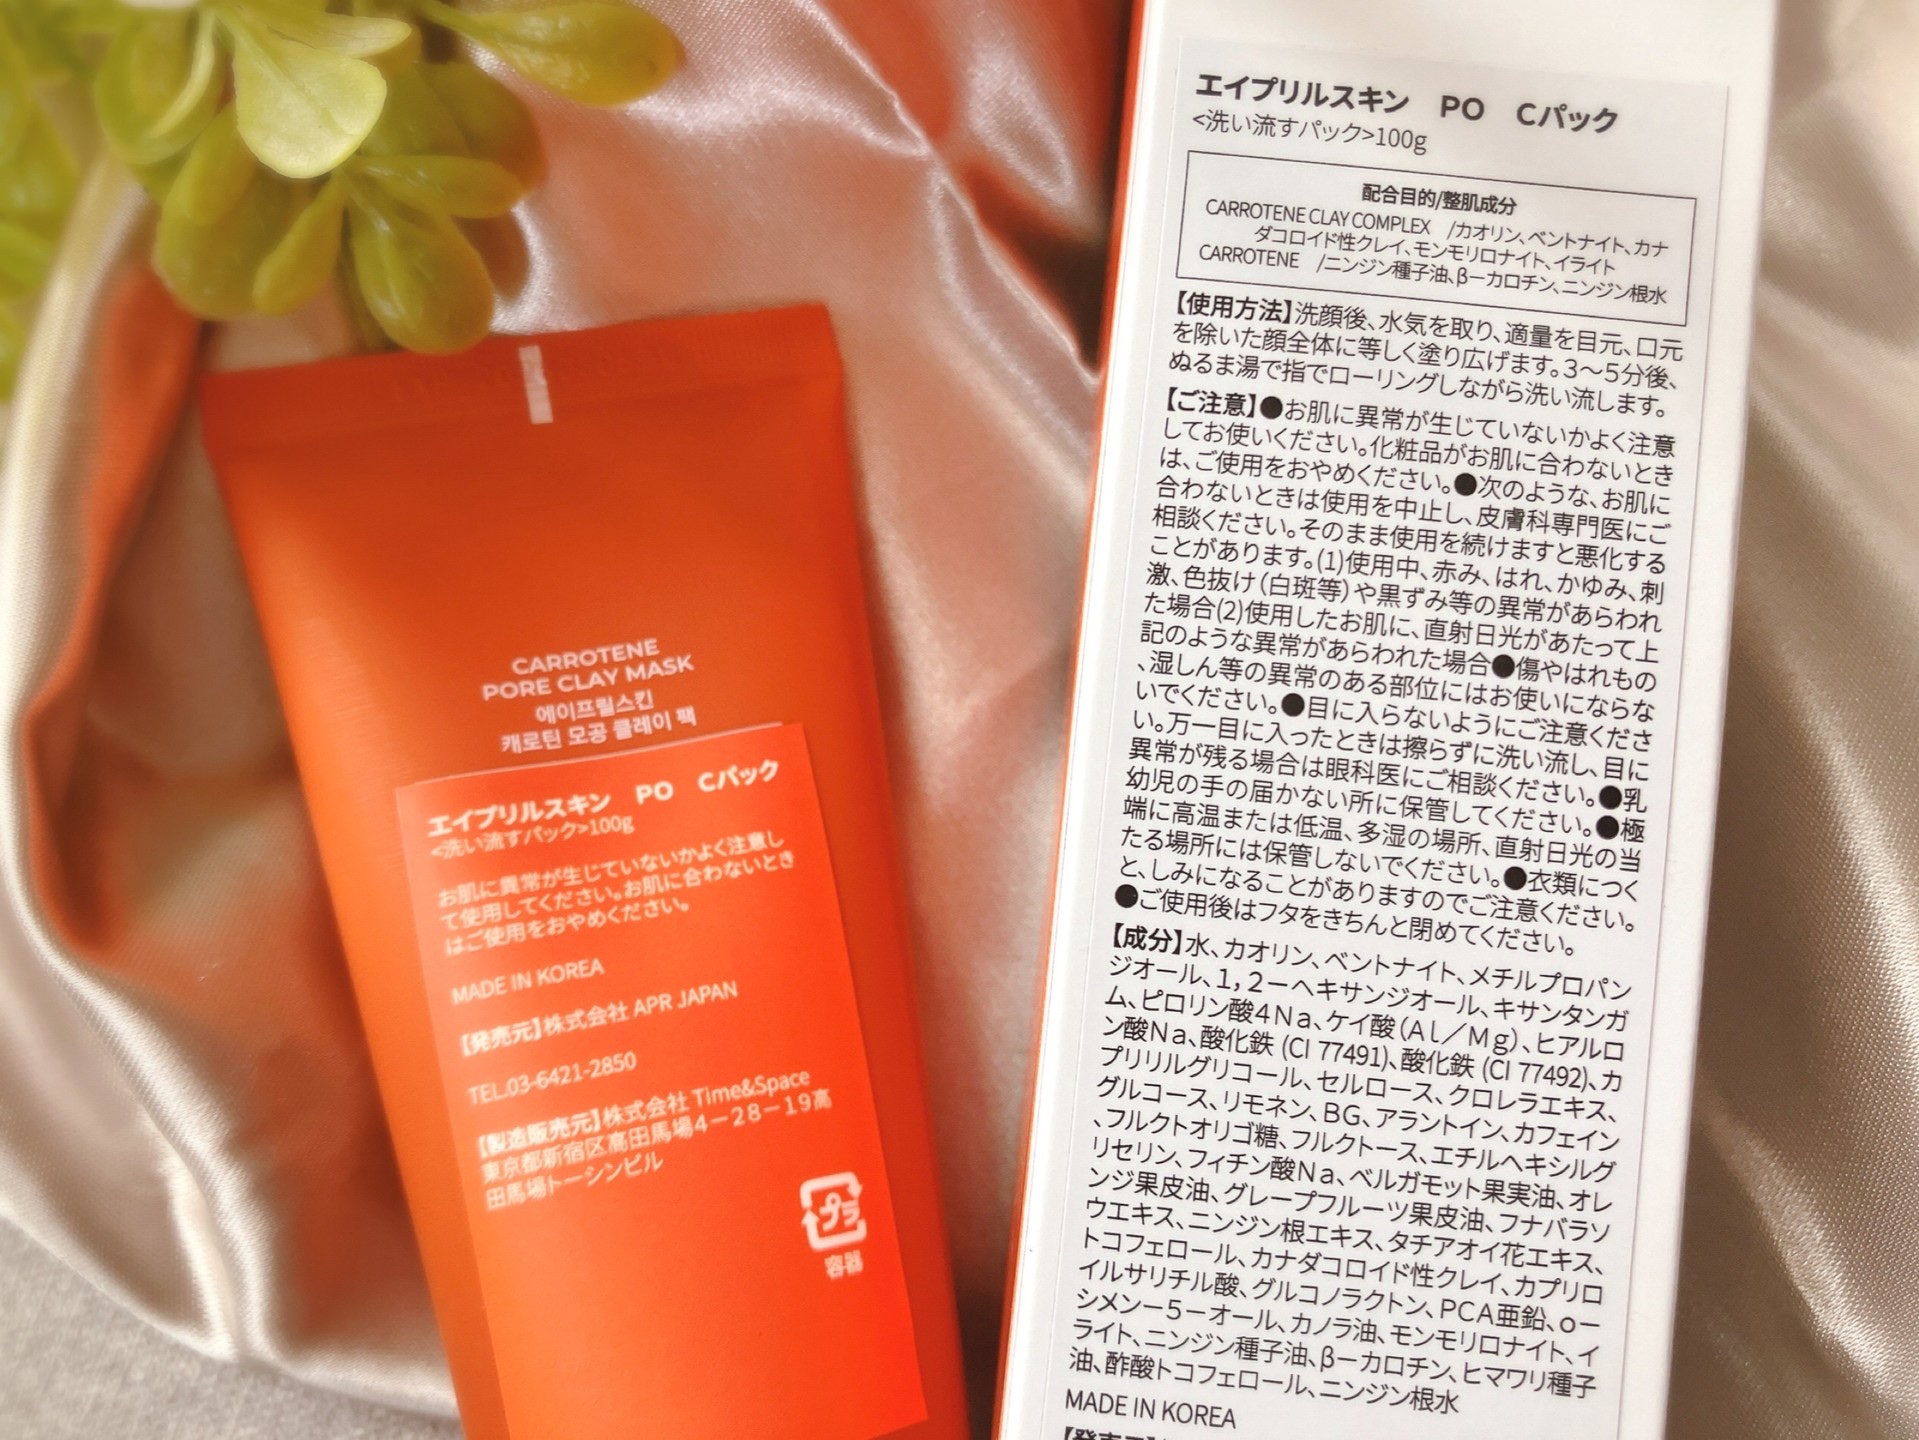 CARROTENE
PORE CLAY MASK
에이프릴스킨
캐로틴 모공 클레이 팩
エイプリルスキン　PO　Cパック
<洗い流すパック>100g
お肌に異常が生じていないかよく注意し
て使用してください。お肌に合わないとき
はご使用をおやめください。
MADE IN KOREA
【発売元】株式会社 APR JAPAN
TEL.03-6421-2850
【製造販売元】株式会社 Time&Space
東京都新宿区高田馬場4－28－19高
田馬場トーシンビル
プラ
容器
エイプリルスキン　PO　Cパック
<洗い流すパック>100g
配合目的/整肌成分
CARROTENE CLAY COMPLEX　/カオリン、ベントナイト、カナ
ダコロイド性クレイ、モンモリロナイト、イライト
CARROTENE　/ニンジン種子油、β－カロチン、ニンジン根水
【使用方法】洗顔後、水気を取り、適量を目元、口元
を除いた顔全体に等しく塗り広げます。3～5分後、
ぬるま湯で指でローリングしながら洗い流します。
【ご注意】●お肌に異常が生じていないかよく注意
してお使いください。化粧品がお肌に合わないとき
は、ご使用をおやめください。●次のような、お肌に
合わないときは使用を中止し、皮膚科専門医にご
相談ください。そのまま使用を続けますと悪化する
ことがあります。(1)使用中、赤み、はれ、かゆみ、刺
激、色抜け（白斑等）や黒ずみ等の異常があらわれ
た場合(2)使用したお肌に、直射日光があたって上
記のような異常があらわれた場合●傷やはれもの
、湿しん等の異常のある部位にはお使いにならな
いでください。●目に入らないようにご注意くださ
い。万一目に入ったときは擦らずに洗い流し、目に
異常が残る場合は眼科医にご相談ください。●乳
幼児の手の届かない所に保管してください。●極
端に高温または低温、多湿の場所、直射日光の当
たる場所には保管しないでください。●衣類につく
と、しみになることがありますのでご注意ください。
●ご使用後はフタをきちんと閉めてください。
【成分】水、カオリン、ベントナイト、メチルプロパン
ジオール、1，2－ヘキサンジオール、キサンタンガ
ム、ピロリン酸4Na、ケイ酸（Al／Mg）、ヒアルロ
ン酸Na、酸化鉄 (CI 77491)、酸化鉄 (CI 77492)、カ
プリリルグリコール、セルロース、クロレラエキス、
グルコース、リモネン、BG、アラントイン、カフェイン
、フルクトオリゴ糖、フルクトース、エチルヘキシルグ
リセリン、フィチン酸Na、ベルガモット果実油、オレ
ンジ果皮油、グレープフルーツ果皮油、フナバラソ
ウエキス、ニンジン根エキス、タチアオイ花エキス、
トコフェロール、カナダコロイド性クレイ、カプリロ
イルサリチル酸、グルコノラクトン、PCA亜鉛、o－
シメン－5－オール、カノラ油、モンモリロナイト、イ
ライト、ニンジン種子油、β－カロチン、ヒマワリ種子
油、酢酸トコフェロール、ニンジン根水
MADE IN KOREA